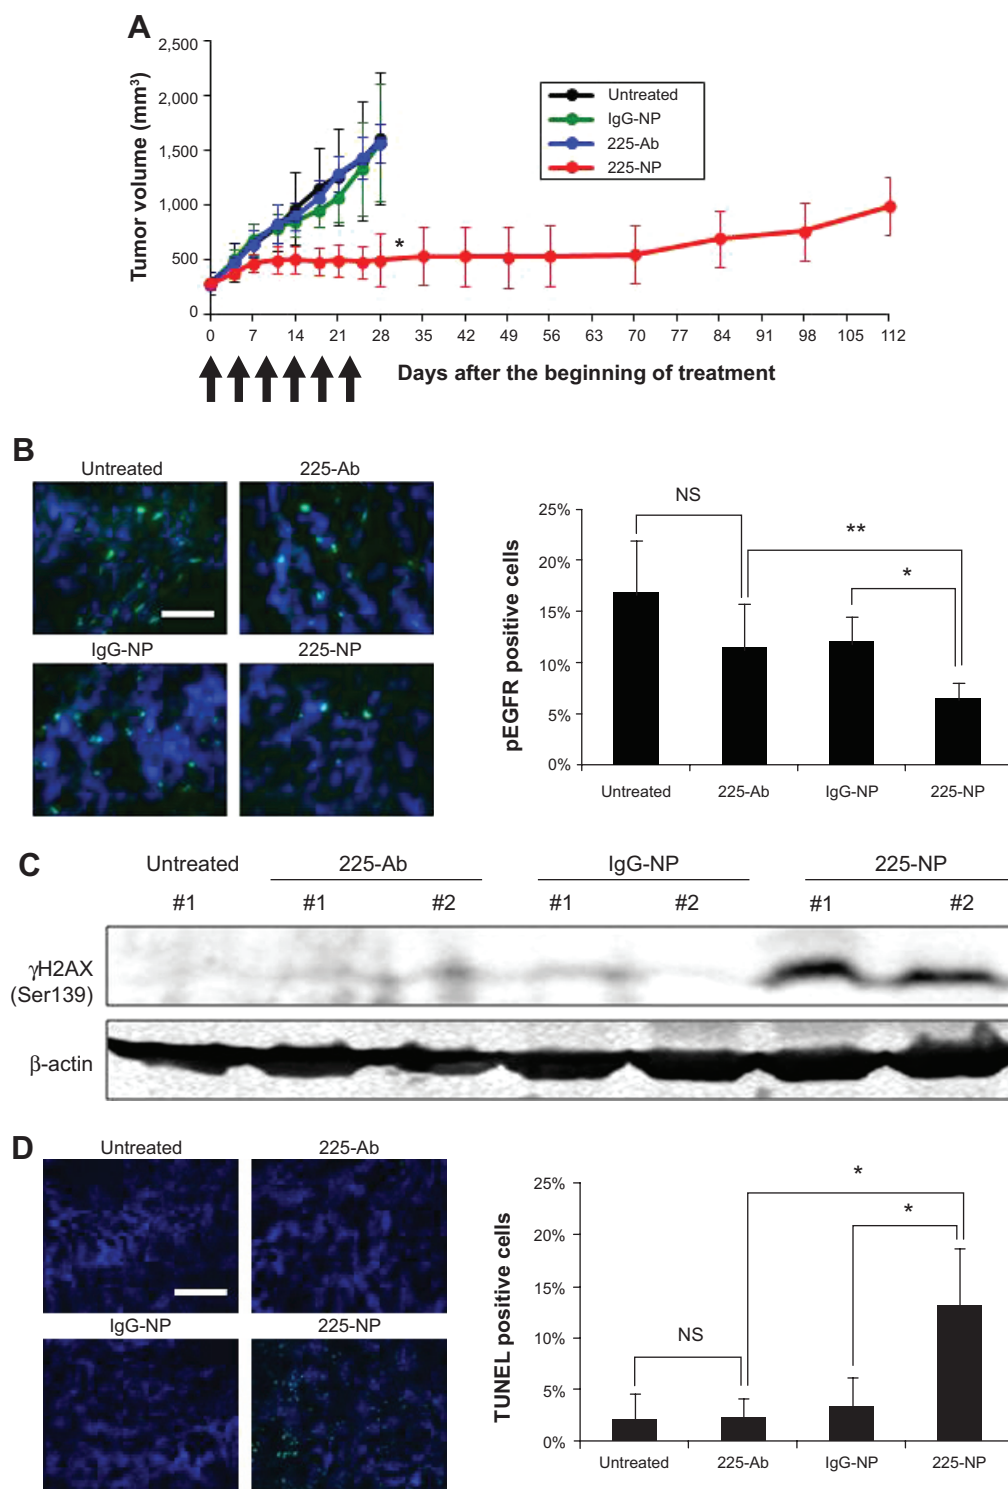 A
Tumor volume (mm³)
2,500
2,000
1,500
1,000
500
0
Untreated
IgG-NP
225-Ab
225-NP
*
0 7 14 21 28 35 42 49 56 63 70 77 84 91 98 105 112
Days after the beginning of treatment
B
Untreated 225-Ab
IgG-NP 225-NP
pEGFR positive cells
25%
20%
15%
10%
5%
0%
NS
**
*
Untreated 225-Ab IgG-NP 225-NP
C
Untreated 225-Ab IgG-NP 225-NP
#1 #1 #2 #1 #2 #1 #2
γH2AX
(Ser139)
β-actin
D
Untreated 225-Ab
IgG-NP 225-NP
TUNEL positive cells
25%
20%
15%
10%
5%
0%
*
*
NS
Untreated 225-Ab IgG-NP 225-NP